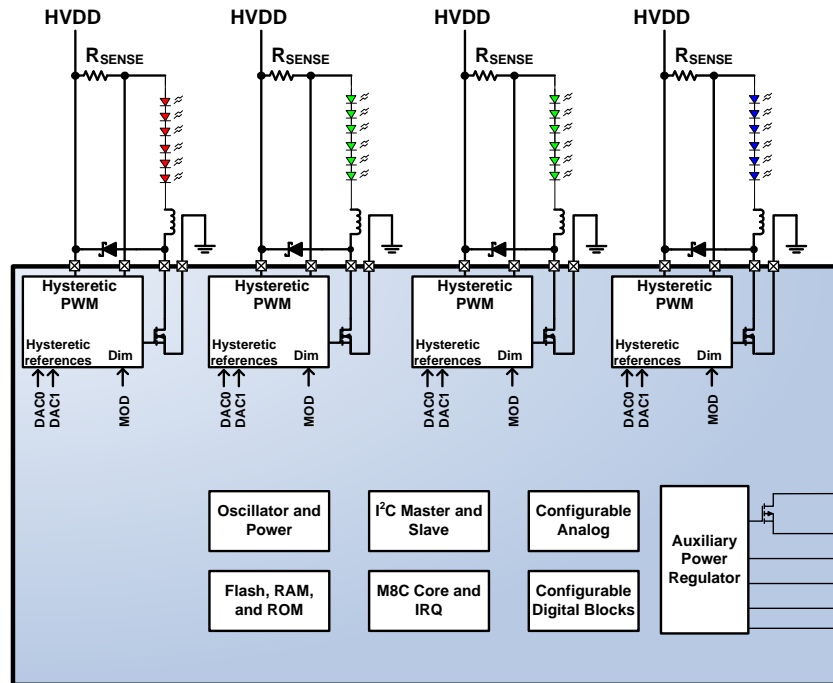 HVDD HVDD HVDD HVDD
RSENSE RSENSE RSENSE RSENSE
Hysteretic Hysteretic Hysteretic Hysteretic
PWM PWM PWM PWM
Hysteretic Hysteretic Hysteretic Hysteretic
references Dim references Dim references Dim references Dim
DAC0 DAC1 MOD DAC0 DAC1 MOD DAC0 DAC1 MOD DAC0 DAC1 MOD
Oscillator and
Power
I²C Master and
Slave
Configurable
Analog
Auxiliary
Power
Regulator
Flash, RAM,
and ROM
M8C Core and
IRQ
Configurable
Digital Blocks